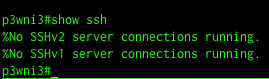 p3wni3#show ssh
%No SSHv2 server connections running.
%No SSHv1 server connections running.
p3wni3#_